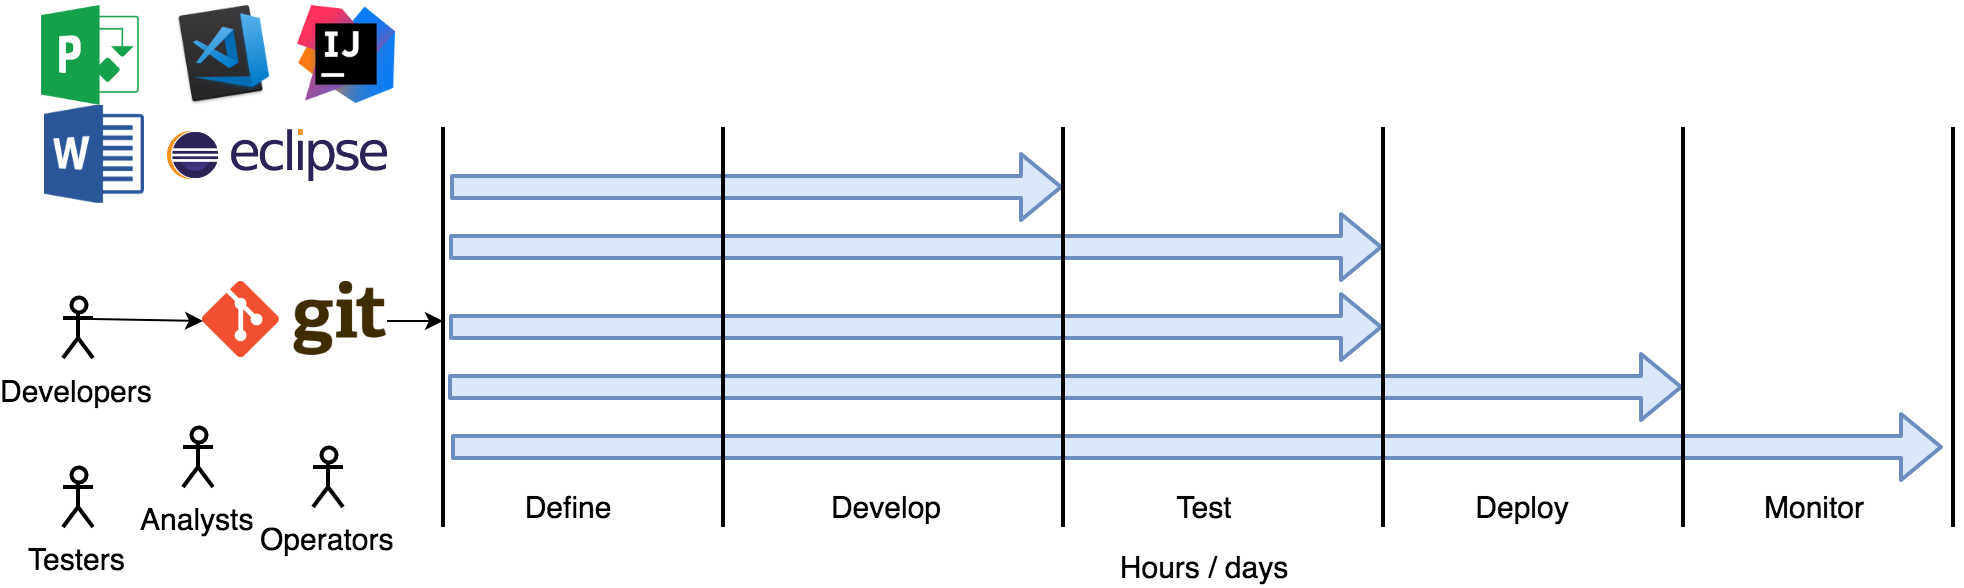 P
IJ
W
eclipse
git
Developers
Analysts
Testers
Operators
Define
Develop
Test
Deploy
Monitor
Hours / days